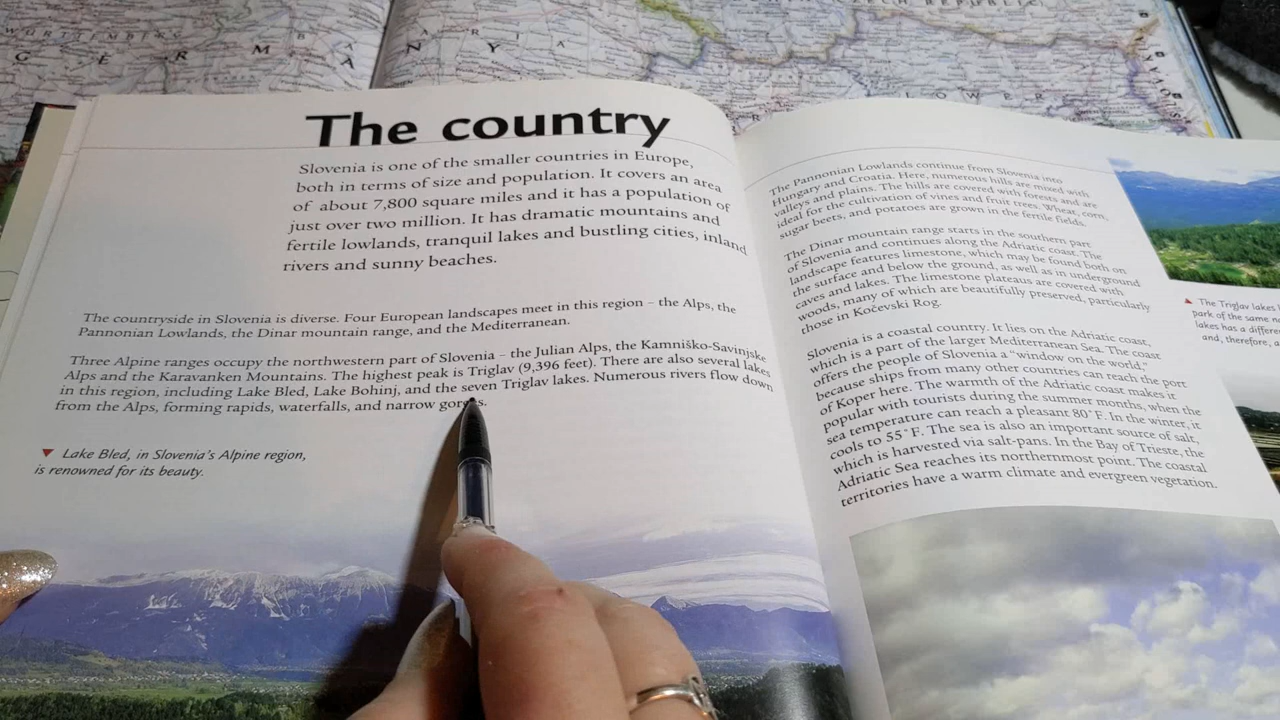 GERMANY
The country
Slovenia is one of the smaller countries in Europe,
both in terms of size and population. It covers an area
of about 7,800 square miles and it has a population of
just over two million. It has dramatic mountains and
fertile lowlands, tranquil lakes and bustling cities, inland
rivers and sunny beaches.
The countryside in Slovenia is diverse. Four European landscapes meet in this region – the Alps, the
Pannonian Lowlands, the Dinar mountain range, and the Mediterranean.
Three Alpine ranges occupy the northwestern part of Slovenia – the Julian Alps, the Kamniško-Savinjske
Alps and the Karavanken Mountains. The highest peak is Triglav (9,396 feet). There are also several lakes
in this region, including Lake Bled, Lake Bohinj, and the seven Triglav lakes. Numerous rivers flow down
from the Alps, forming rapids, waterfalls, and narrow gorges.
Lake Bled, in Slovenia's Alpine region,
is renowned for its beauty.
The Pannonian Lowlands continue from Slovenia into
Hungary and Croatia. Here, numerous hills are mixed with
valleys and plains. The hills are covered with forests and are
ideal for the cultivation of vines and fruit trees. Wheat, corn,
sugar beets, and potatoes are grown in the fertile fields.
The Dinar mountain range starts in the southern part
of Slovenia and continues along the Adriatic coast. The
landscape features limestone, which may be found both on
the surface and below the ground, as well as in underground
caves and lakes. The limestone plateaus are covered with
woods, many of which are beautifully preserved, particularly
those in Kočevski Rog.
Slovenia is a coastal country. It lies on the Adriatic coast,
which is a part of the larger Mediterranean Sea. The coast
offers the people of Slovenia a "window on the world,"
because ships from many other countries can reach the port
of Koper here. The warmth of the Adriatic coast makes it
popular with tourists during the summer months, when the
sea temperature can reach a pleasant 80°F. In the winter, it
cools to 55°F. The sea is also an important source of salt,
which is harvested via salt-pans. In the Bay of Trieste, the
Adriatic Sea reaches its northernmost point. The coastal
territories have a warm climate and evergreen vegetation.
The Triglav lakes
park of the same
lakes has a
and, therefore,